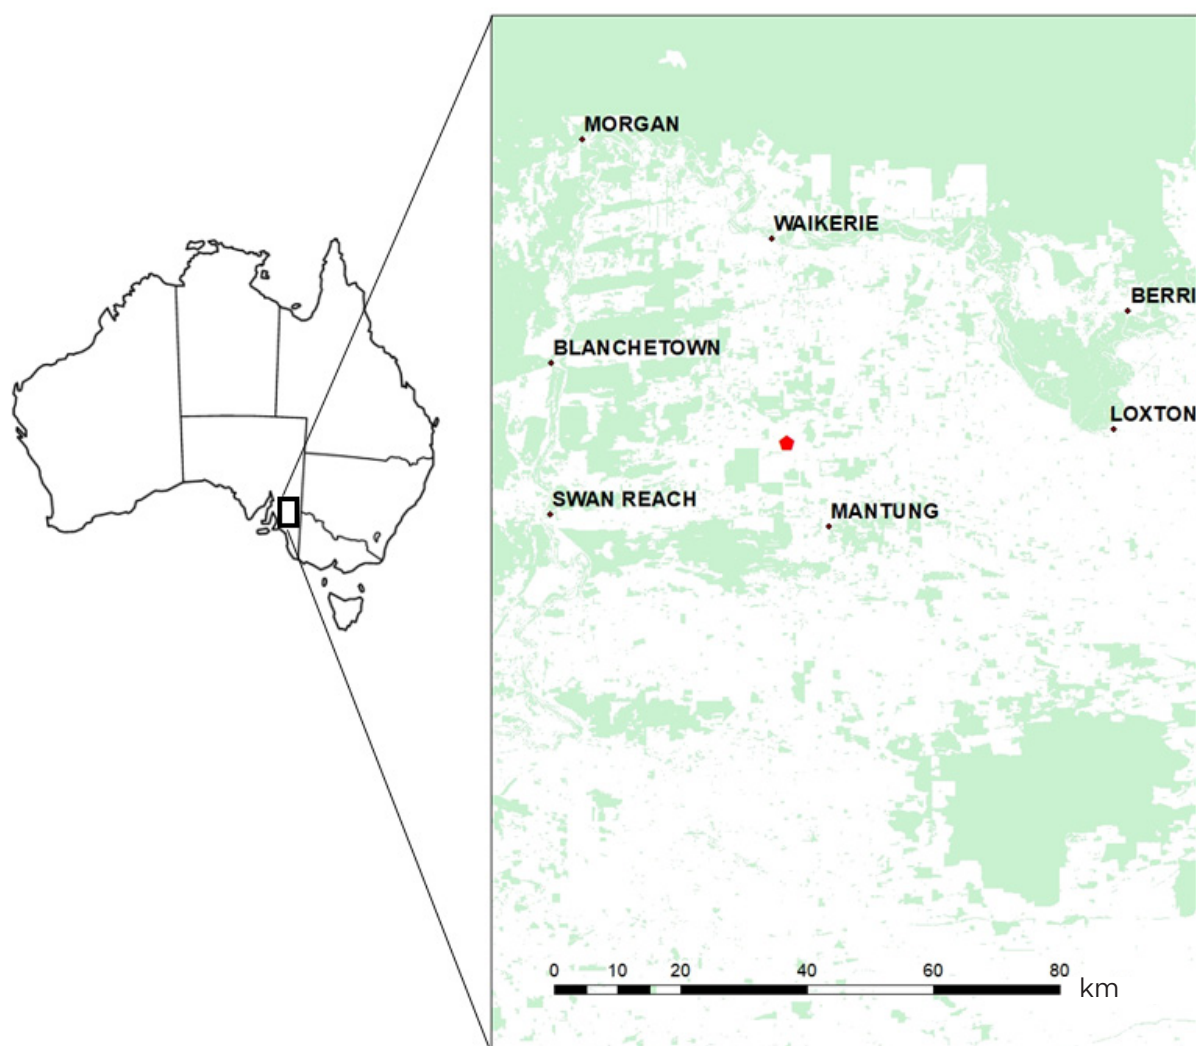 MORGAN
WAIKERIE
BERRI
BLANCHETOWN
LOXTON
SWAN REACH
MANTUNG
0 10 20 40 60 80 km